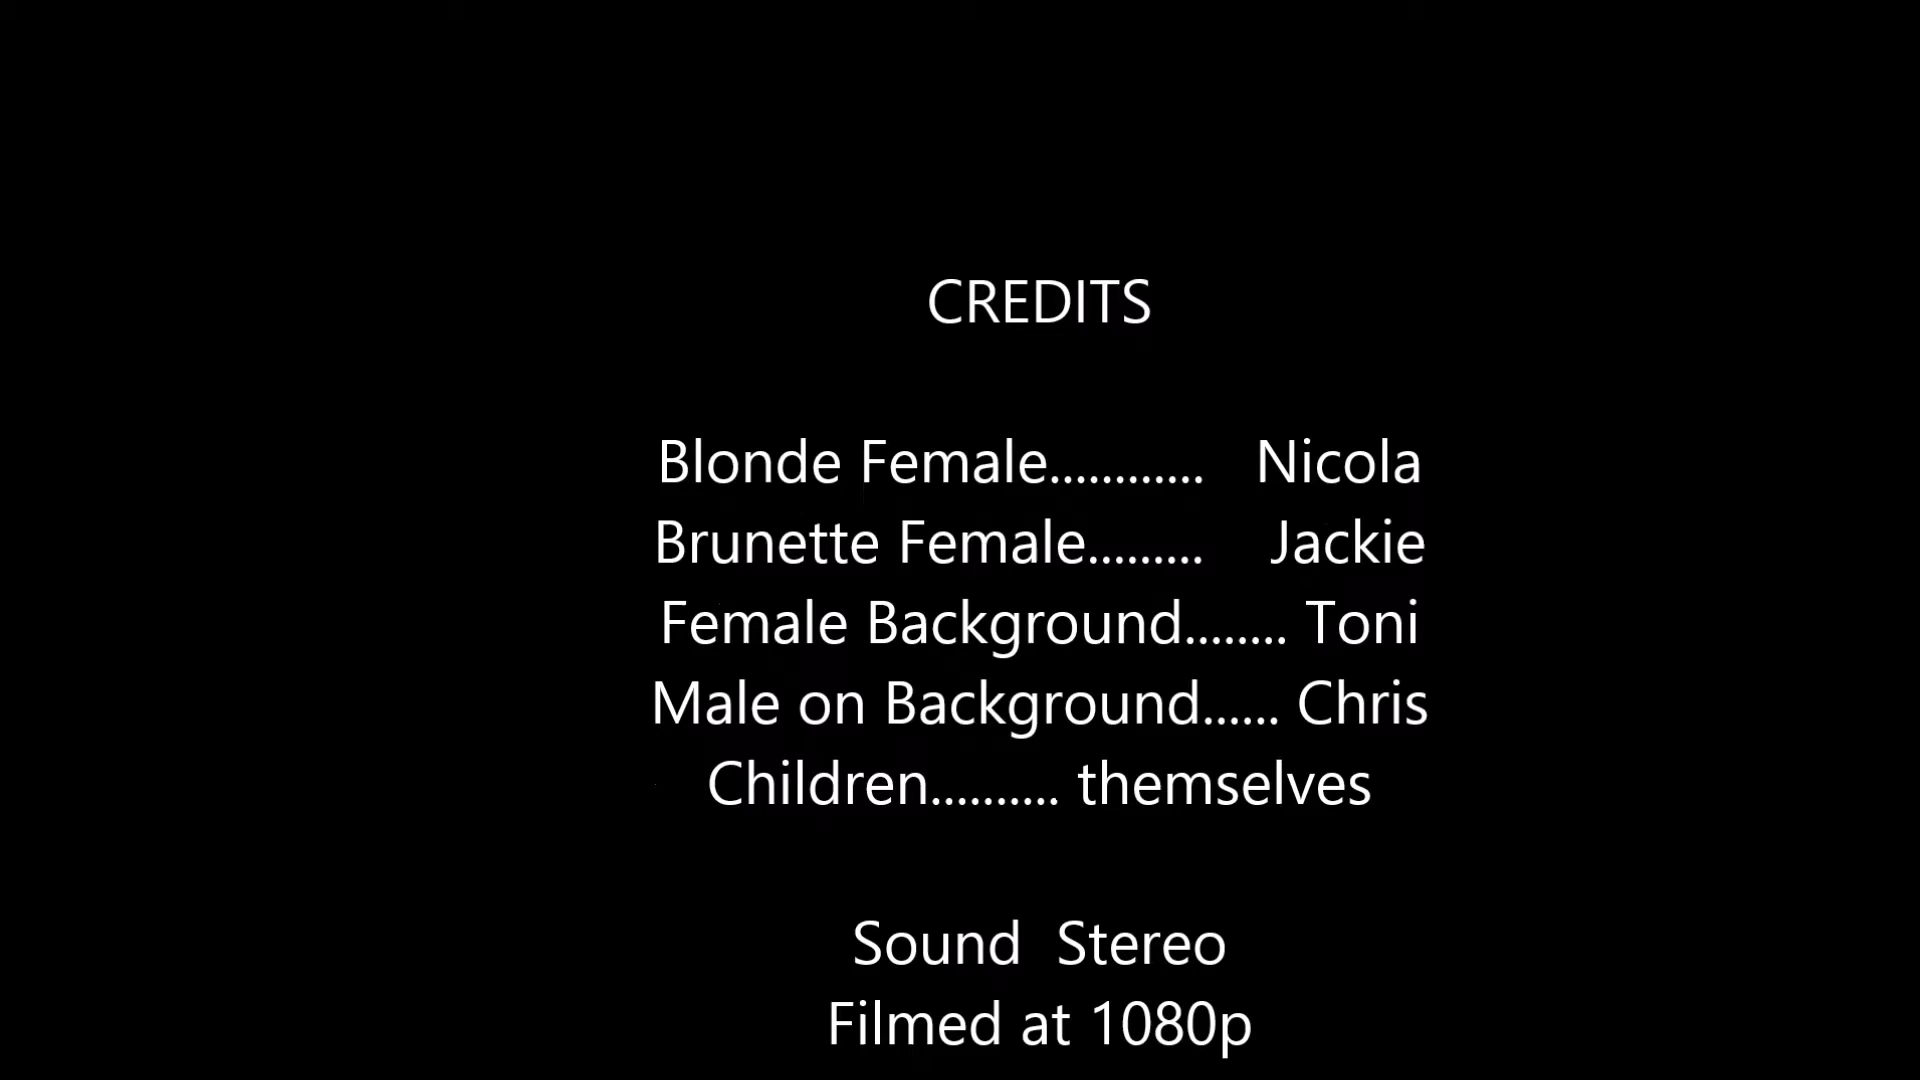 CREDITS
Blonde Female............ Nicola
Brunette Female......... Jackie
Female Background........ Toni
Male on Background...... Chris
Children.......... themselves
Sound Stereo
Filmed at 1080p